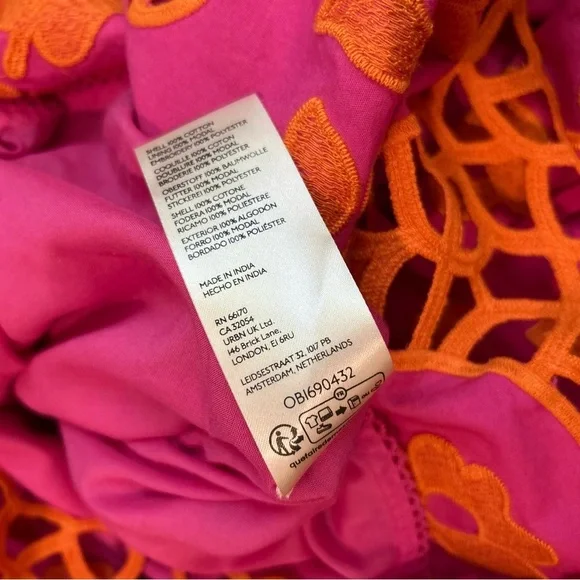 SHELL 100% COTTON
LINING 100% MODAL
EMBROIDERY 100% POLYESTER
COQUILLE 100% COTON
DOUBLURE 100% MODAL
BRODERIE 100% POLYESTER
OBERSTOFF 100% BAUMWOLLE
FUTTER 100% MODAL
STICKEREI 100% POLYESTER
SHELL 100% COTONE
FODERA 100% MODAL
RICAMO 100% POLIESTERE
EXTERIOR 100% ALGODÓN
FORRO 100% MODAL
BORDADO 100% POLIÉSTER
MADE IN INDIA
HECHO EN INDIA
RN 66170
CA 32054
URBN UK Ltd.
146 Brick Lane,
LONDON, E1 6RU
LEIDSESTRAAT 32, 1017 PB
AMSTERDAM, NETHERLANDS
OB1690432
FR